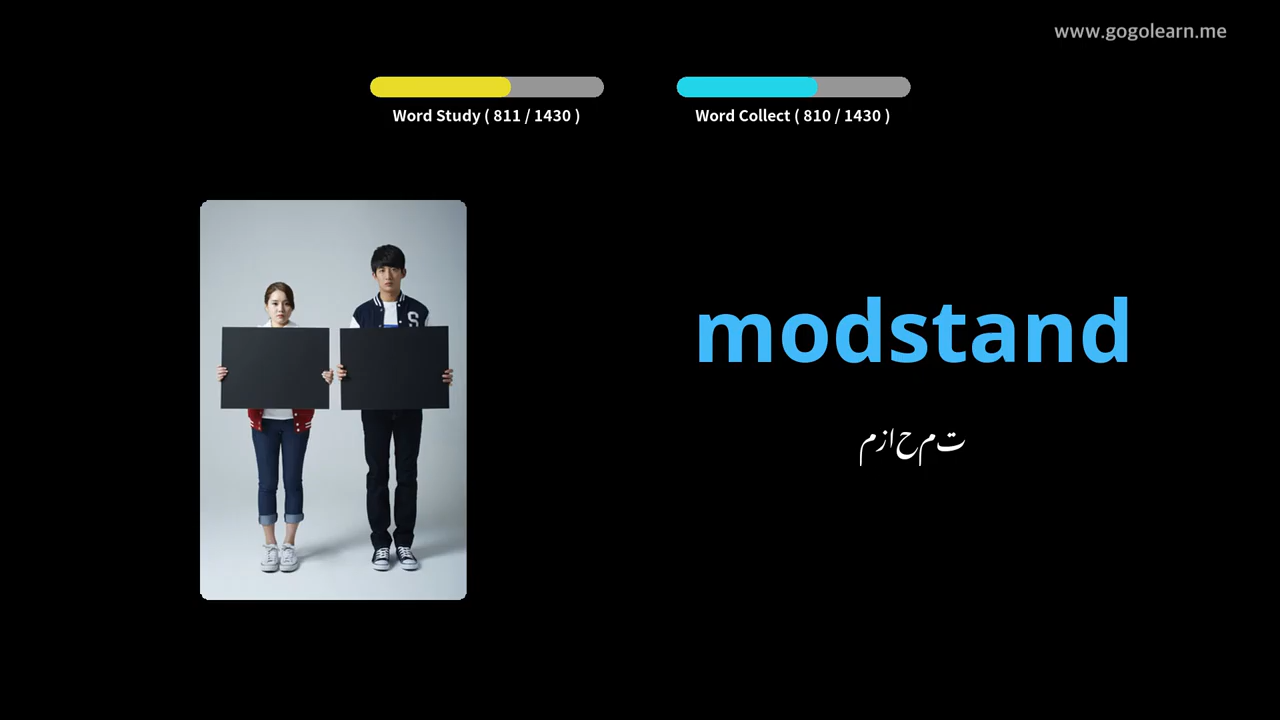 www.gogolearn.me
Word Study ( 811 / 1430 )
Word Collect ( 810 / 1430 )
S
modstand
مزاحمت